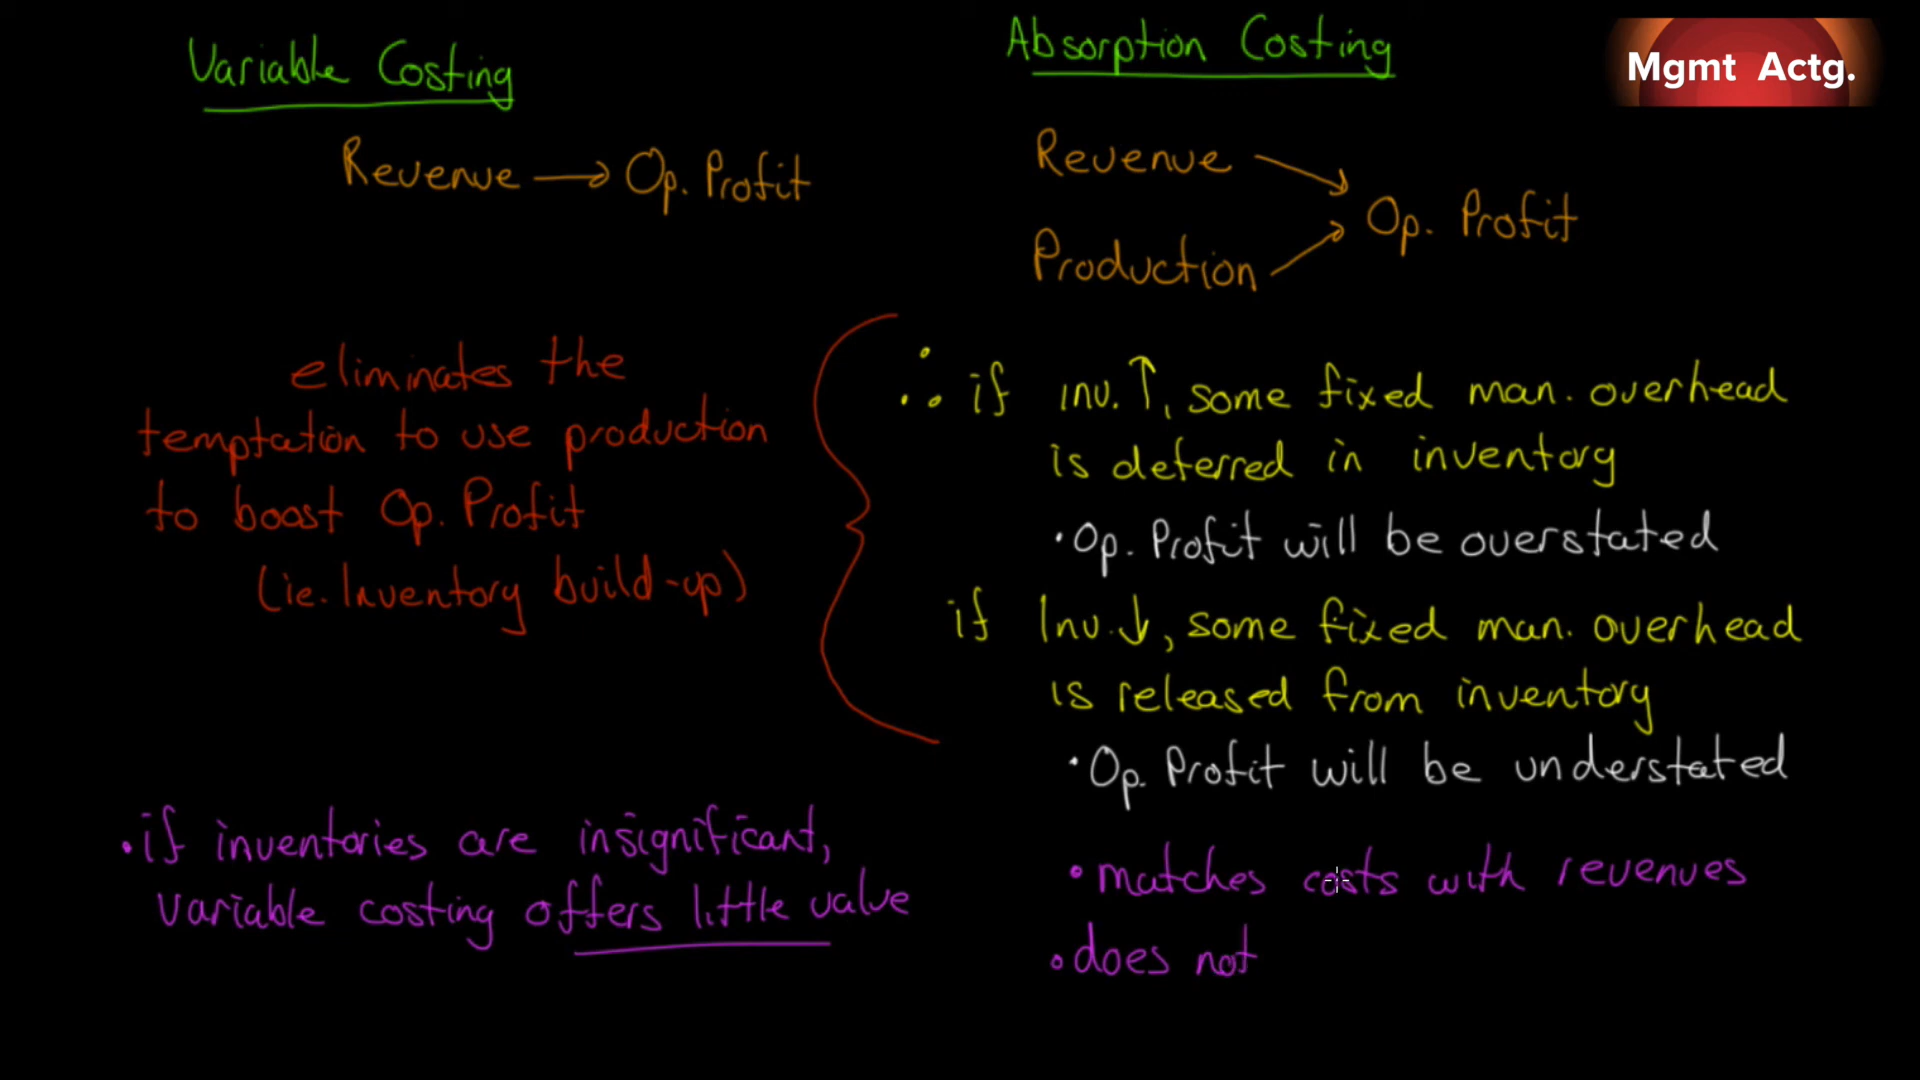 Variable Costing
Revenue → Op. Profit
eliminates the
temptation to use production
to boost Op. Profit
(ie. Inventory build-up)
• if inventories are insignificant,
variable costing offers little value
Absorption Costing
Mgmt Actg.
Revenue
Op. Profit
Production
∴ if inv. ↑, some fixed man. overhead
is deferred in inventory
• Op. Profit will be overstated
if Inv. ↓, some fixed man. overhead
is released from inventory
• Op. Profit will be understated
• matches costs with revenues
• does not